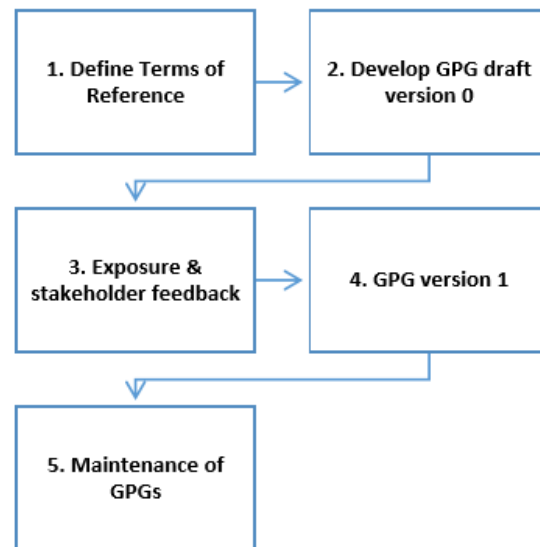 1. Define Terms of
Reference
2. Develop GPG draft
version 0
3. Exposure &
stakeholder feedback
4. GPG version 1
5. Maintenance of
GPGs